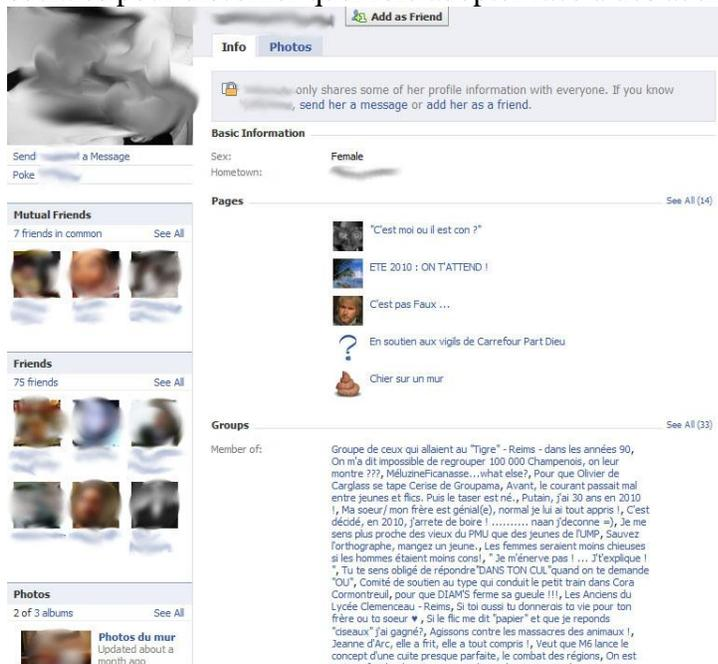 Add as Friend
Info
Photos
only shares some of her profile information with everyone. If you know
, send her a message or add her as a friend.
Basic Information
Send a Message
Poke
Sex: Female
Hometown:
Pages
See All (14)
Mutual Friends
7 friends in common See All
"C'est moi ou il est con ?"
ETE 2010 : ON T'ATTEND !
C'est pas Faux ...
En soutien aux vigils de Carrefour Part Dieu
Chier sur un mur
Friends
75 friends See All
Groups
See All (33)
Member of:
Groupe de ceux qui allaient au "Tigre" - Reims - dans les années 90,
On m'a dit impossible de regrouper 100 000 Champenois, on leur
montre ???, MéluzineFicanasse...what else?, Pour que Olivier de
Carglass se tape Cerise de Groupama, Avant, le courant passait mal
entre jeunes et flics. Puis le taser est né., Putain, j'ai 30 ans en 2010
!, Ma soeur/ mon frère est génial(e), normal je lui ai tout appris !, C'est
décidé, en 2010, j'arrete de boire ! .......... naan j'deconne =), Je me
sens plus proche des vieux du PMU que des jeunes de l'UMP, Sauvez
l'orthographe, mangez un jeune., Les femmes seraient moins chieuses
si les hommes étaient moins cons!, " Je m'énerve pas ! ... J't'explique !
", Tu te sens obligé de répondre"DANS TON CUL"quand on te demande
"OU", Comité de soutien au type qui conduit le petit train dans Cora
Cormontreuil, pour que DIAM'S ferme sa gueule !!!, Les Anciens du
Lycée Clemenceau - Reims, Si toi aussi tu donnerais ta vie pour ton
frère ou ta soeur ♥ , Si le flic me dit "papier" et que je reponds
"ciseaux" j'ai gagné?, Agissons contre les massacres des animaux !,
Jeanne d'Arc, elle a frit, elle a tout compris !, Veut que M6 lance le
concept d'une cuite presque parfaite, le combat des régions, On est
Photos
2 of 3 albums See All
Photos du mur
Updated about a
month ago